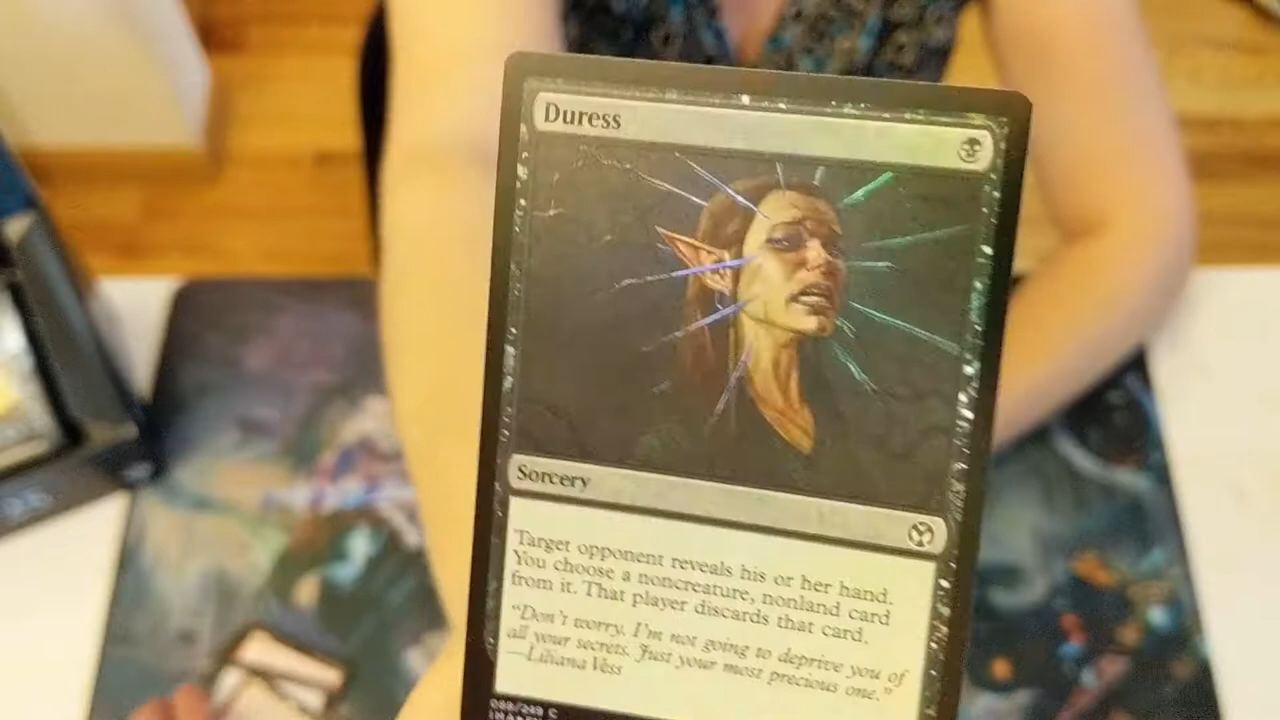 Duress
Sorcery
Target opponent reveals his or her hand.
You choose a noncreature, nonland card
from it. That player discards that card.
"Don't worry. I'm not going to deprive you of
all your secrets. Just your most precious one."
—Liliana Vess
088/249 C